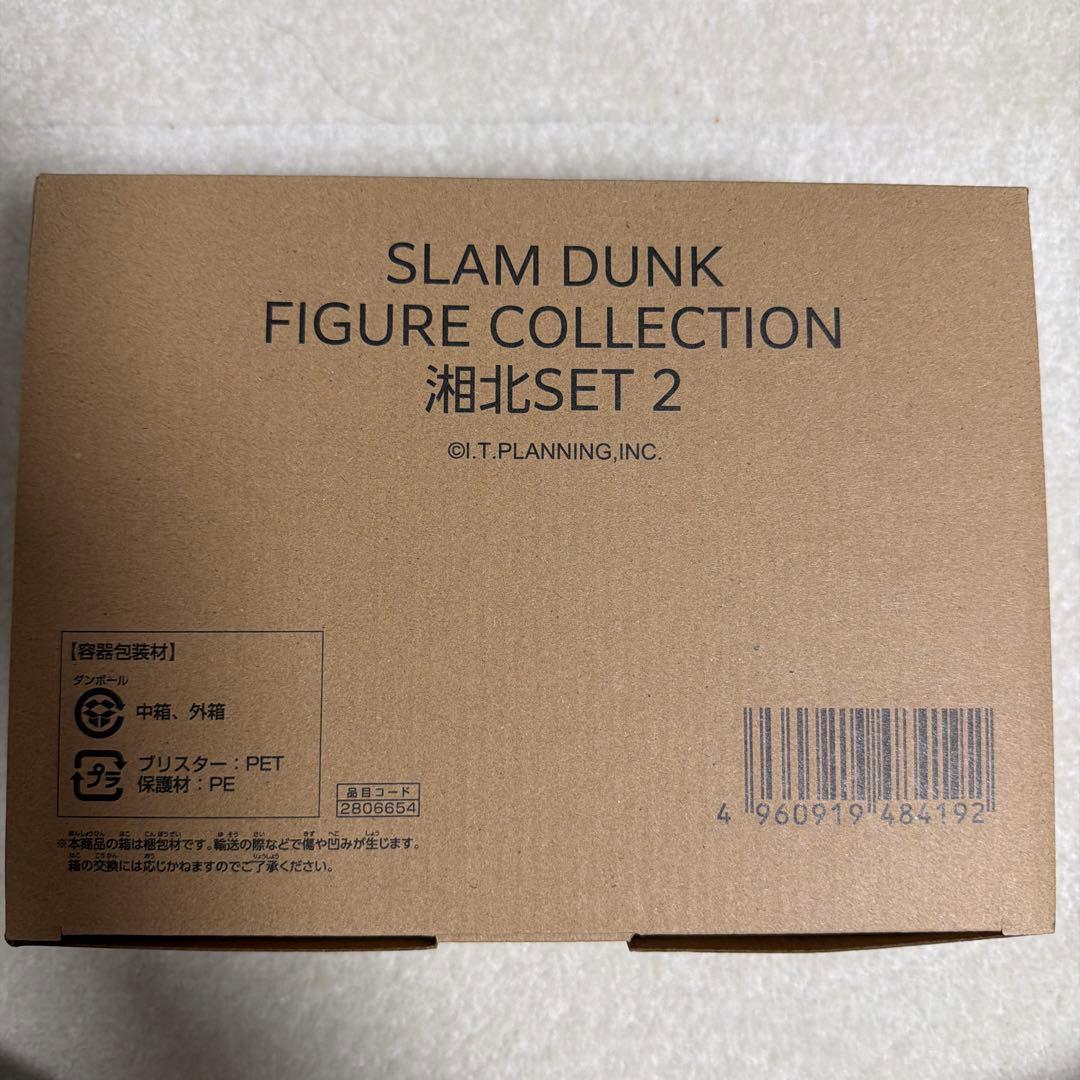 SLAM DUNK
FIGURE COLLECTION
湘北SET 2
©I.T.PLANNING,INC.
【容器包装材】
ダンボール
中箱、外箱
プラ
ブリスター：PET
保護材：PE
品目コード
2806654
※本商品の箱は梱包材です。輸送の際などで傷や凹みが生じます。
箱の交換には応じかねますのでご了承ください。
4 960919 484192